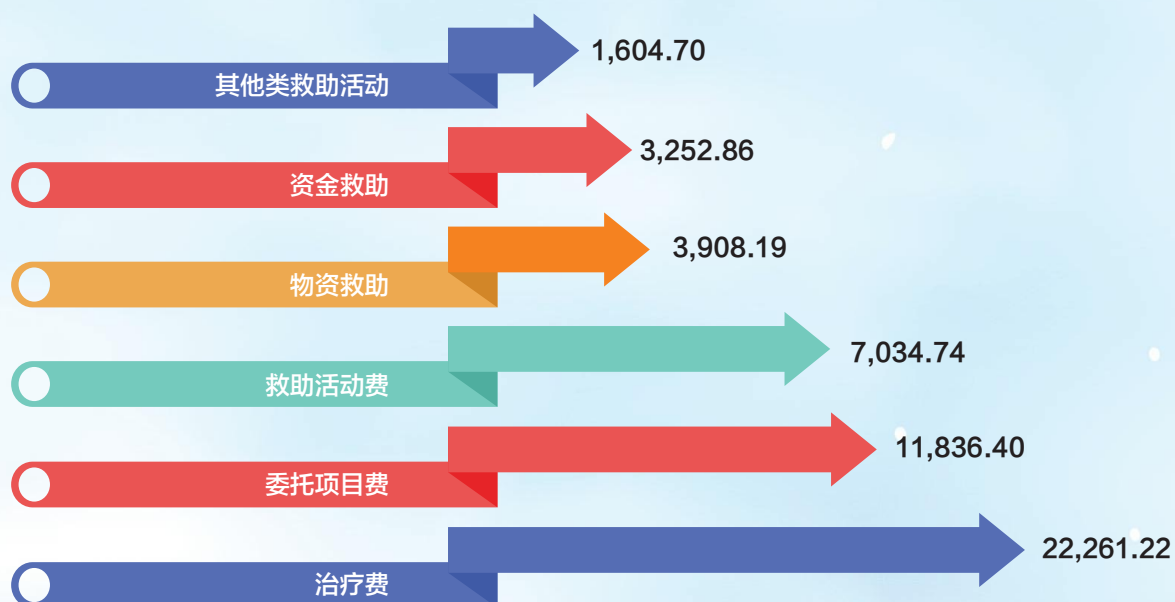 1,604.70
其他类救助活动
3,252.86
资金救助
3,908.19
物资救助
7,034.74
救助活动费
11,836.40
委托项目费
22,261.22
治疗费